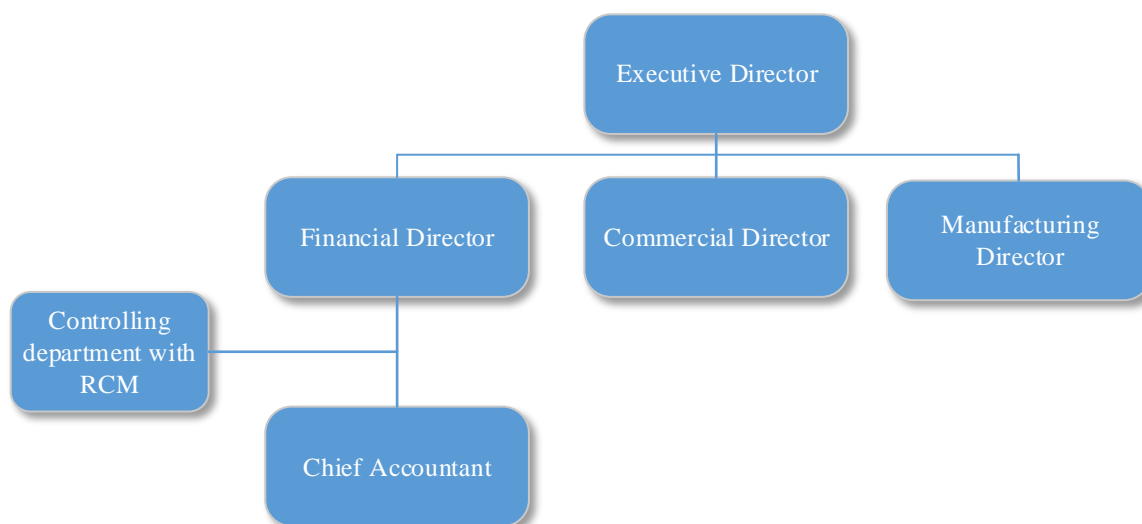 Executive Director
Financial Director
Commercial Director
Manufacturing
Director
Controlling
department with
RCM
Chief Accountant